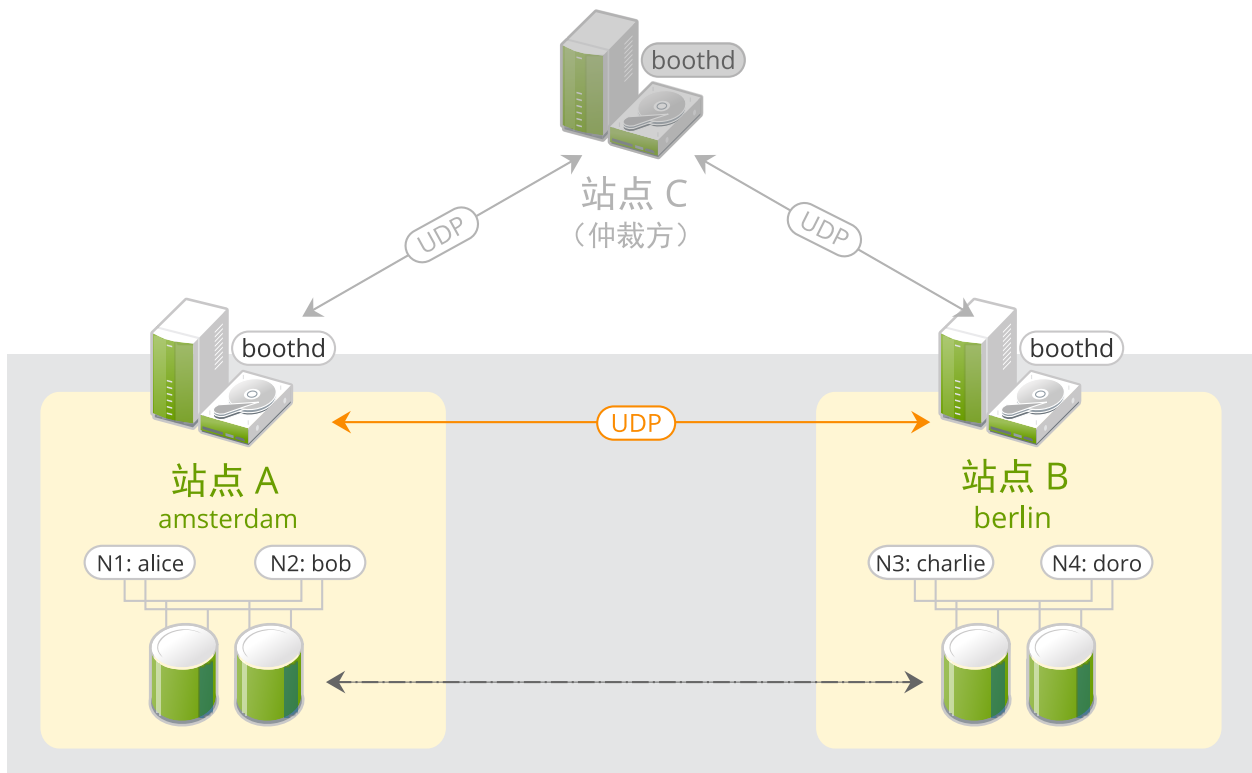 boothd
站点 C
（仲裁方）
UDP
UDP
boothd
boothd
UDP
站点 A
amsterdam
站点 B
berlin
N1: alice
N2: bob
N3: charlie
N4: doro